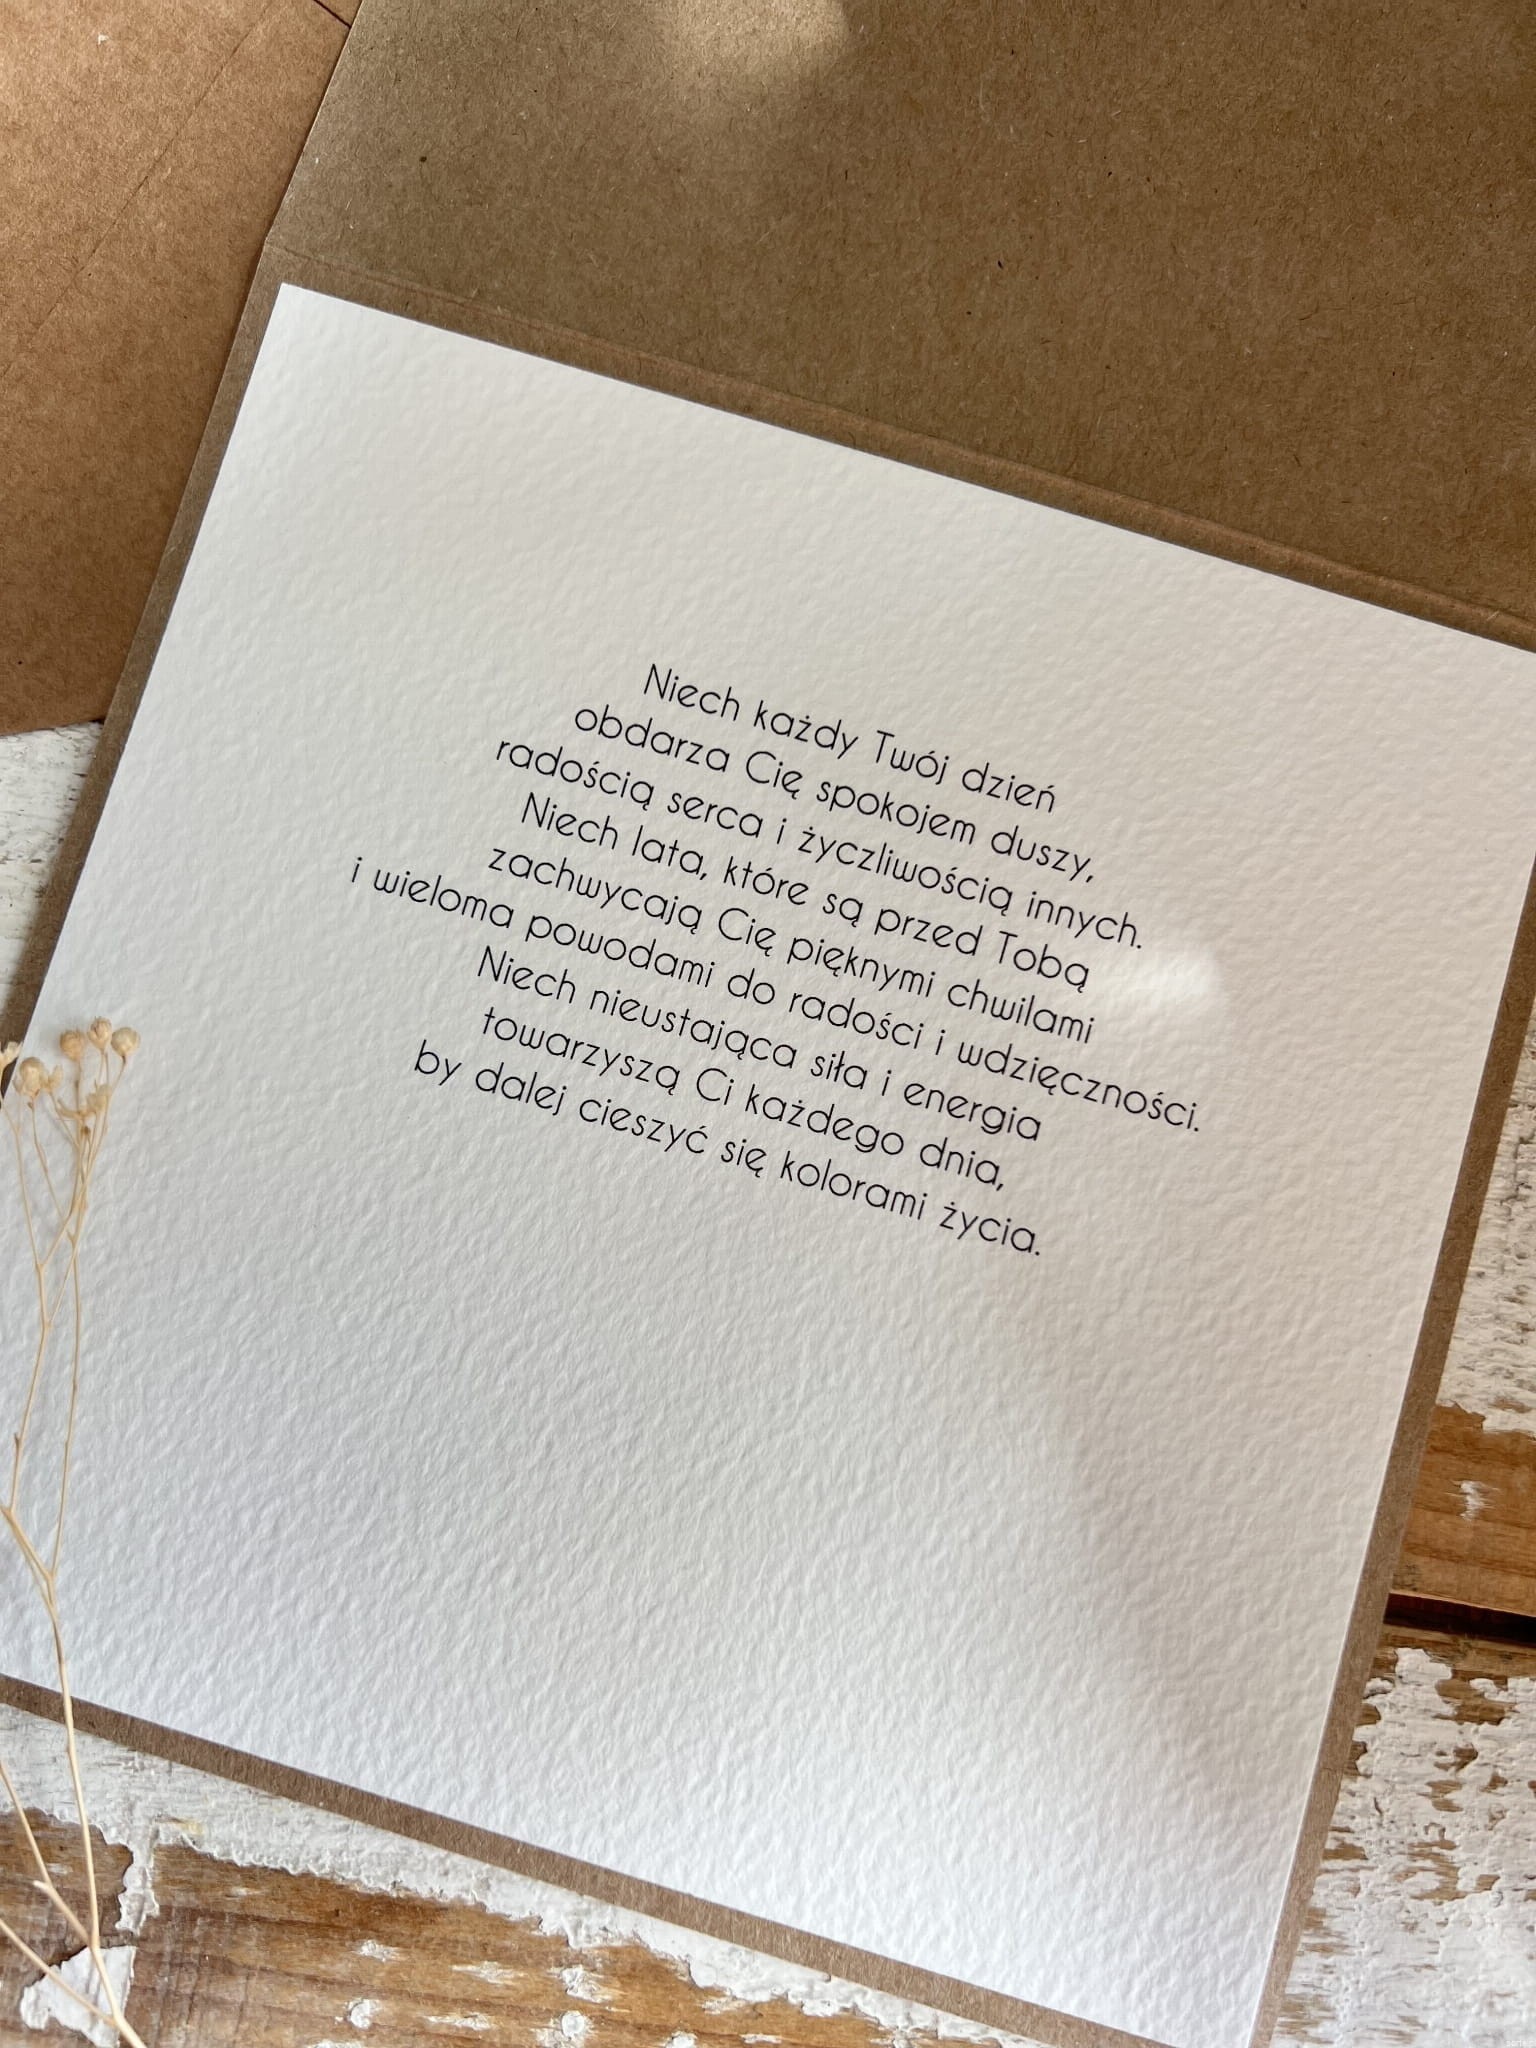 Niech każdy Twój dzień
obdarza Cię spokojem duszy,
radością serca i życzliwością innych.
Niech lata, które są przed Tobą
zachwycają Cię pięknymi chwilami
i wieloma powodami do radości i wdzięczności.
Niech nieustająca siła i energia
towarzyszą Ci każdego dnia,
by dalej cieszyć się kolorami życia.